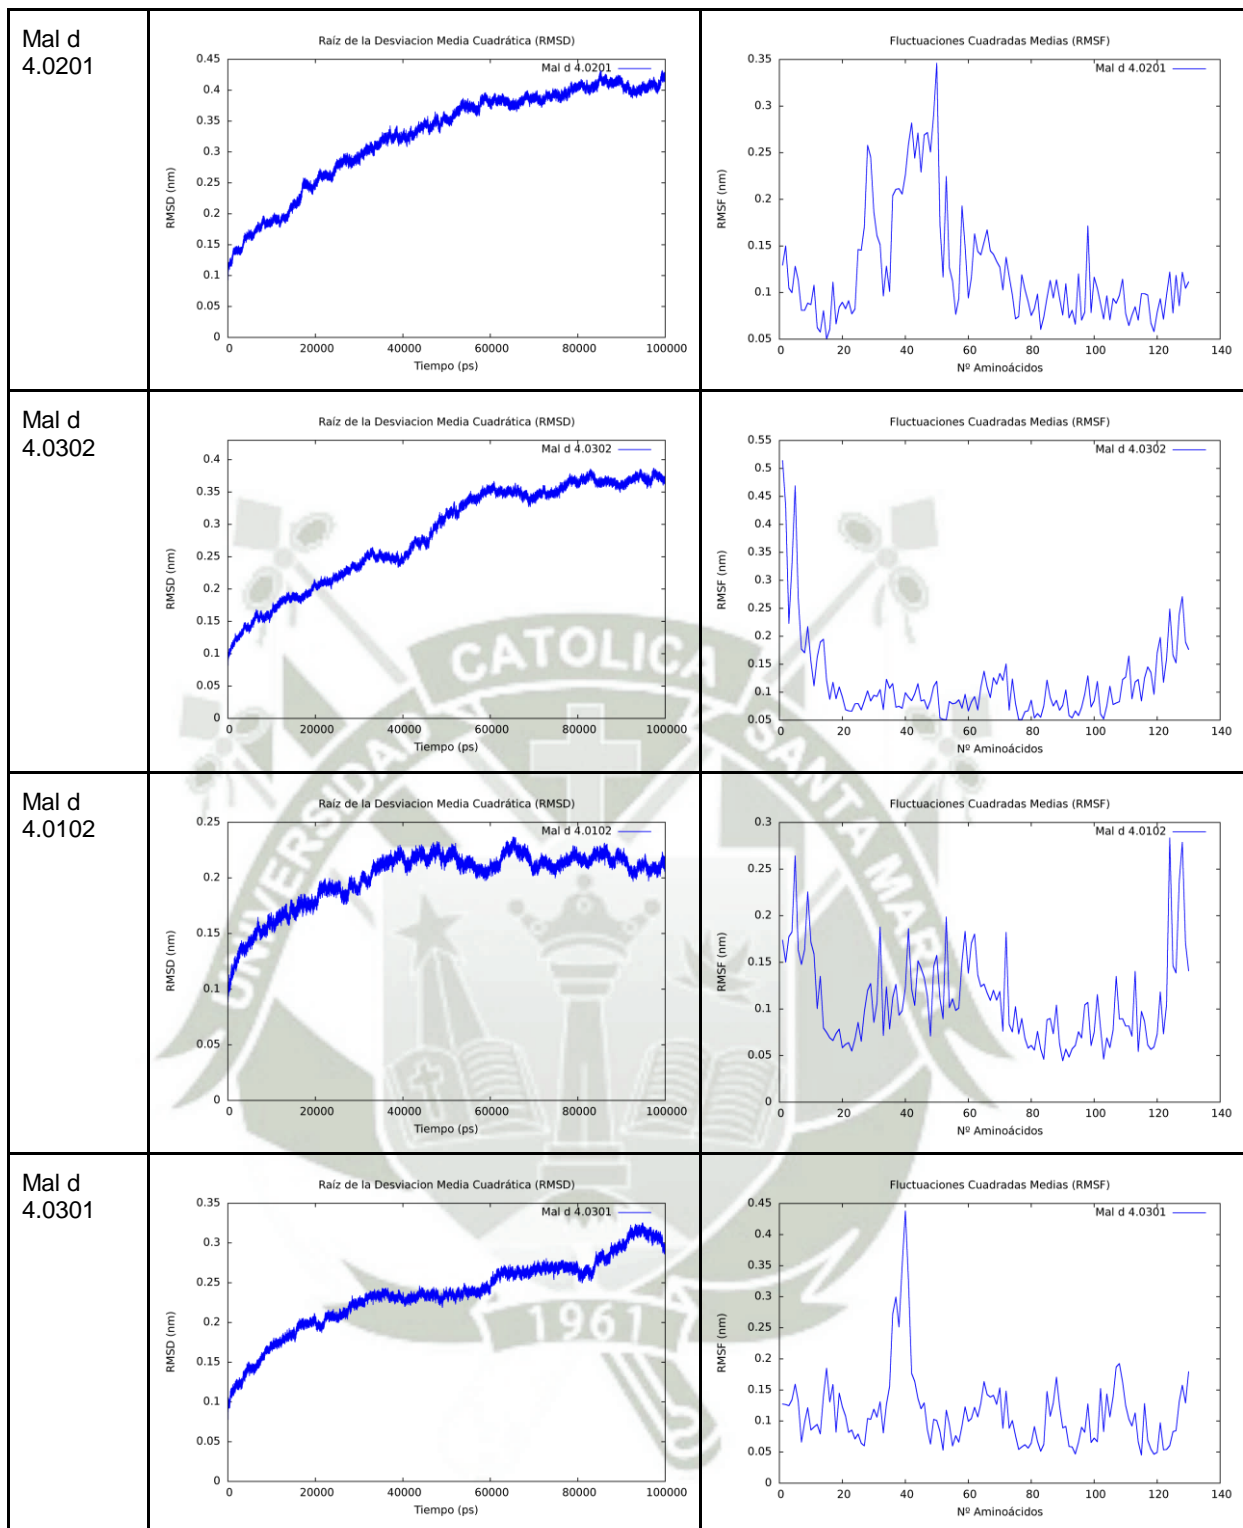 Mal d
4.0201
Raíz de la Desviacion Media Cuadrática (RMSD)
Mal d 4.0201
0.45
0.4
0.35
0.3
0.25
0.2
0.15
0.1
0.05
0
RMSD (nm)
0 20000 40000 60000 80000 100000
Tiempo (ps)
Fluctuaciones Cuadradas Medias (RMSF)
Mal d 4.0201
0.35
0.3
0.25
0.2
0.15
0.1
0.05
RMSF (nm)
0 20 40 60 80 100 120 140
Nº Aminoácidos
Mal d
4.0302
Raíz de la Desviacion Media Cuadrática (RMSD)
Mal d 4.0302
0.4
0.35
0.3
0.25
0.2
0.15
0.1
0.05
0
RMSD (nm)
0 20000 40000 60000 80000 100000
Tiempo (ps)
Fluctuaciones Cuadradas Medias (RMSF)
Mal d 4.0302
0.55
0.5
0.45
0.4
0.35
0.3
0.25
0.2
0.15
0.1
0.05
RMSF (nm)
0 20 40 60 80 100 120 140
Nº Aminoácidos
Mal d
4.0102
Raíz de la Desviacion Media Cuadrática (RMSD)
Mal d 4.0102
0.25
0.2
0.15
0.1
0.05
0
RMSD (nm)
0 20000 40000 60000 80000 100000
Tiempo (ps)
Fluctuaciones Cuadradas Medias (RMSF)
Mal d 4.0102
0.3
0.25
0.2
0.15
0.1
0.05
0
RMSF (nm)
0 20 40 60 80 100 120 140
Nº Aminoácidos
Mal d
4.0301
Raíz de la Desviacion Media Cuadrática (RMSD)
Mal d 4.0301
0.35
0.3
0.25
0.2
0.15
0.1
0.05
0
RMSD (nm)
0 20000 40000 60000 80000 100000
Tiempo (ps)
Fluctuaciones Cuadradas Medias (RMSF)
Mal d 4.0301
0.45
0.4
0.35
0.3
0.25
0.2
0.15
0.1
0.05
0
RMSF (nm)
0 20 40 60 80 100 120 140
Nº Aminoácidos
UNIVERSIDAD CATOLICA SANTA MARIA
1961